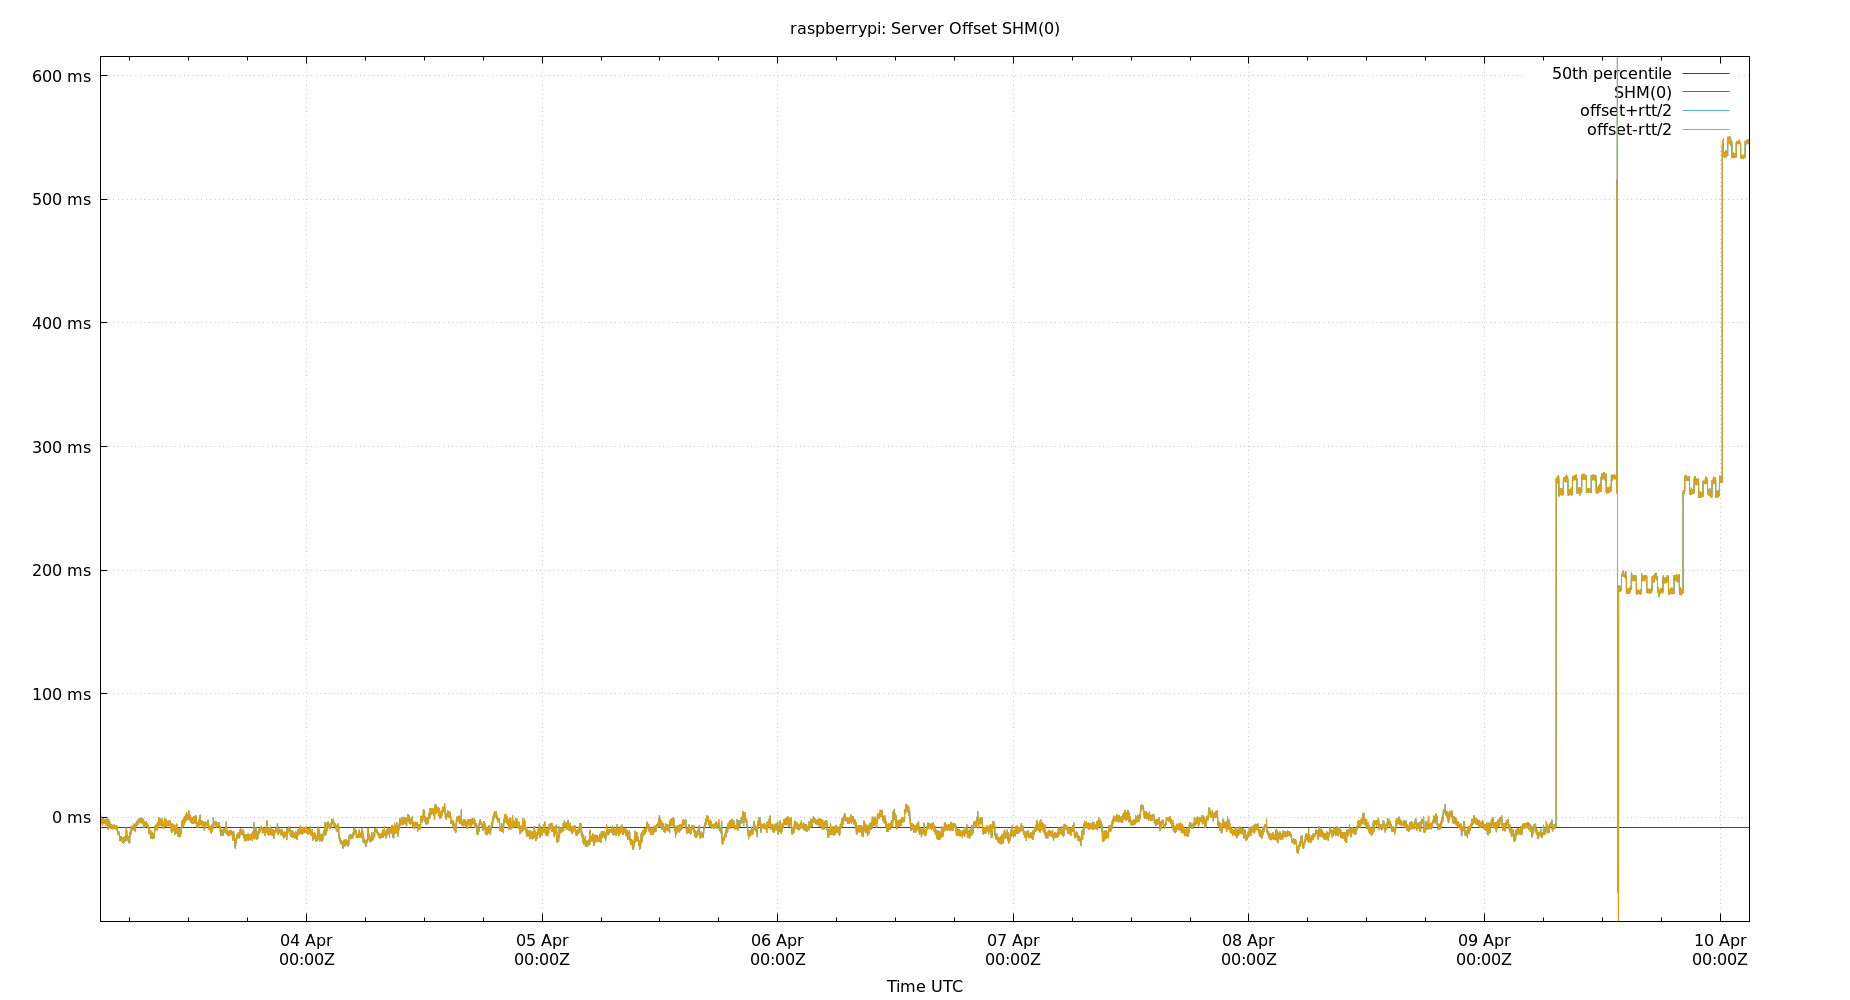 raspberrypi: Server Offset SHM(0)
600 ms
500 ms
400 ms
300 ms
200 ms
100 ms
0 ms
50th percentile
SHM(0)
offset+rtt/2
offset-rtt/2
04 Apr
00:00Z
05 Apr
00:00Z
06 Apr
00:00Z
07 Apr
00:00Z
08 Apr
00:00Z
09 Apr
00:00Z
10 Apr
00:00Z
Time UTC